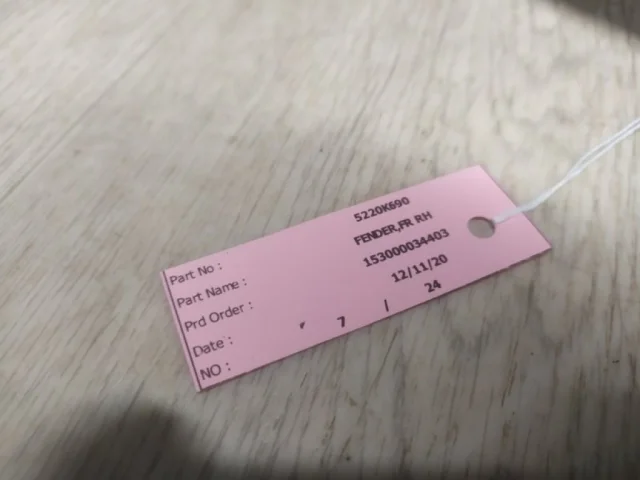 Part No : 5220K690
Part Name : FENDER,FR RH
Prd Order : 153000034403
Date : 12/11/20
NO : 7 / 24